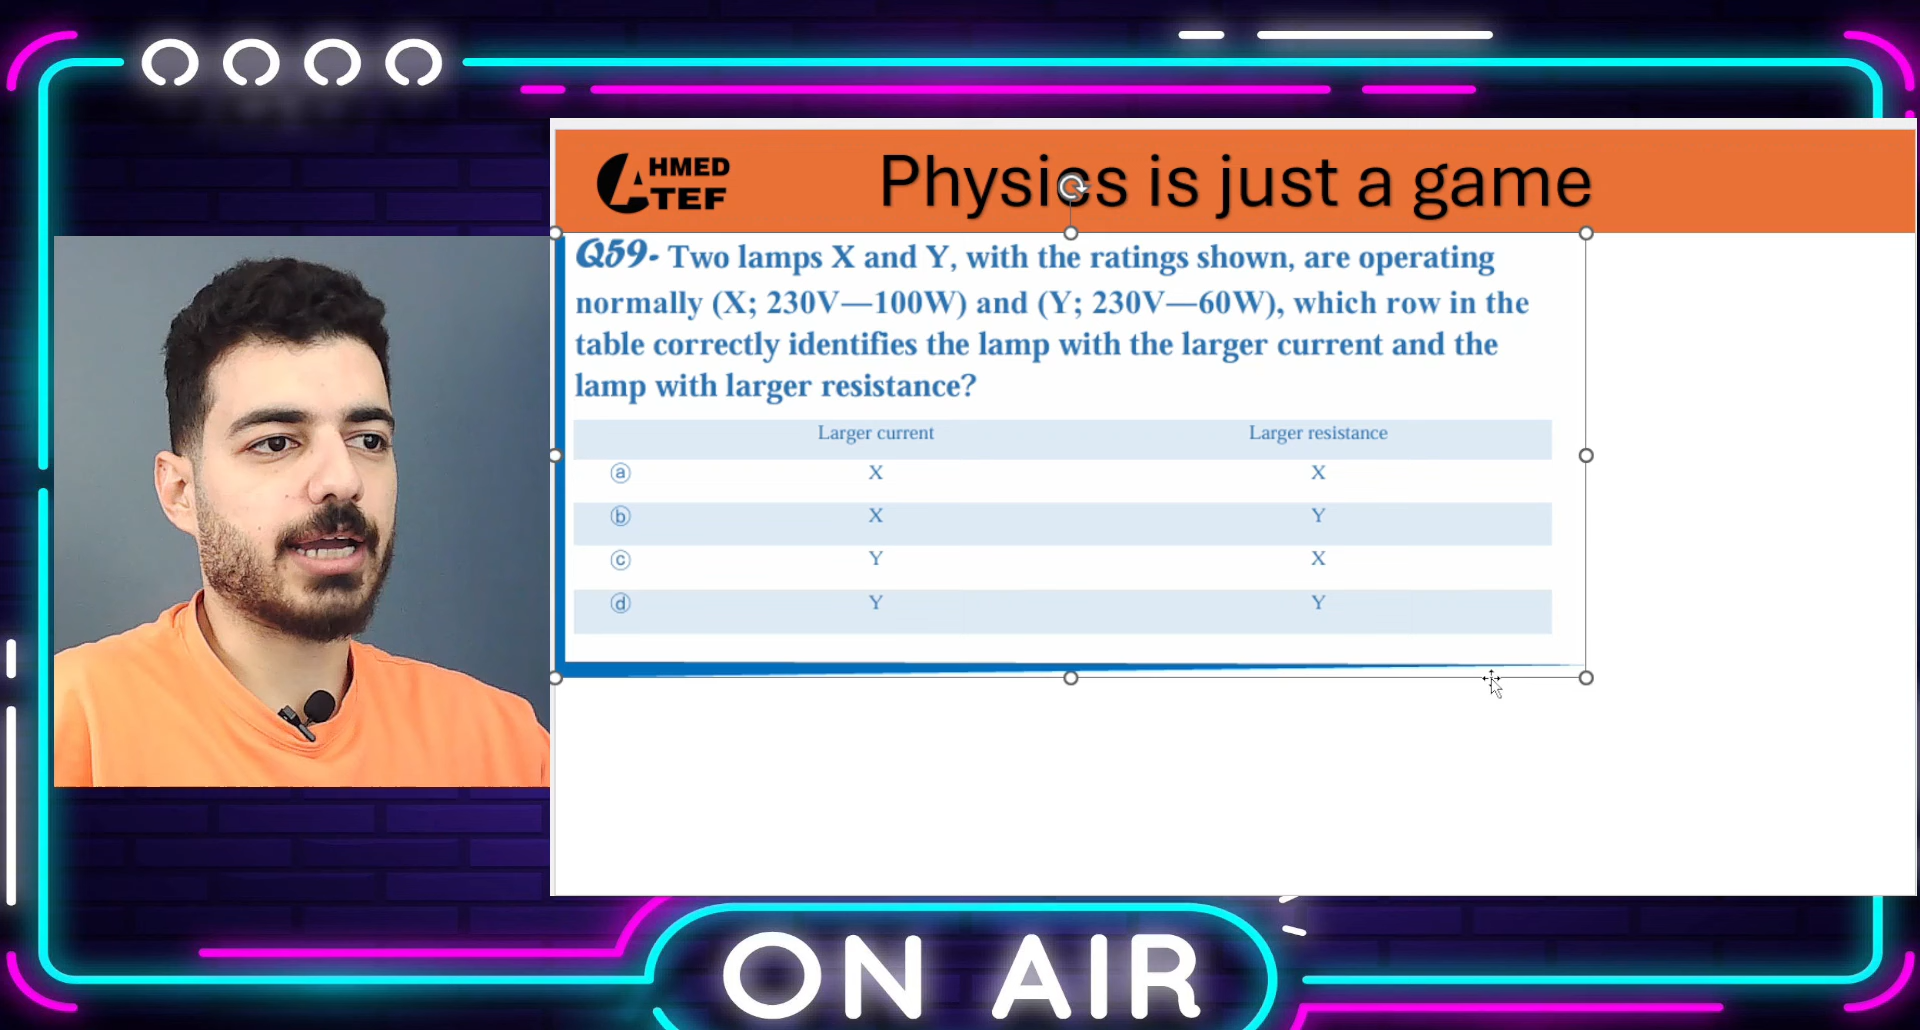 AHMED
ATEF
Physics is just a game
Q59- Two lamps X and Y, with the ratings shown, are operating
normally (X; 230V—100W) and (Y; 230V—60W), which row in the
table correctly identifies the lamp with the larger current and the
lamp with larger resistance?
Larger current Larger resistance
ⓐ X X
ⓑ X Y
ⓒ Y X
ⓓ Y Y
ON AIR